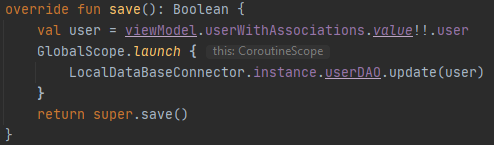 override fun save(): Boolean {
    val user = viewModel.userWithAssociations.value!!.user
    GlobalScope.launch { this: CoroutineScope
        LocalDataBaseConnector.instance.userDAO.update(user)
    }
    return super.save()
}